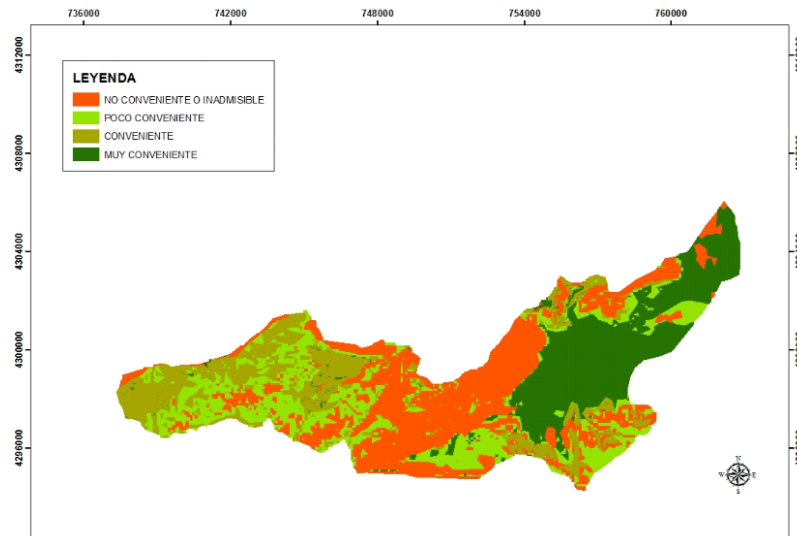 736000 742000 748000 754000 760000
4312000
LEYENDA
NO CONVENIENTE O INADMISIBLE
POCO CONVENIENTE
CONVENIENTE
MUY CONVENIENTE
4308000
4304000
4300000
4296000
N
W E
S